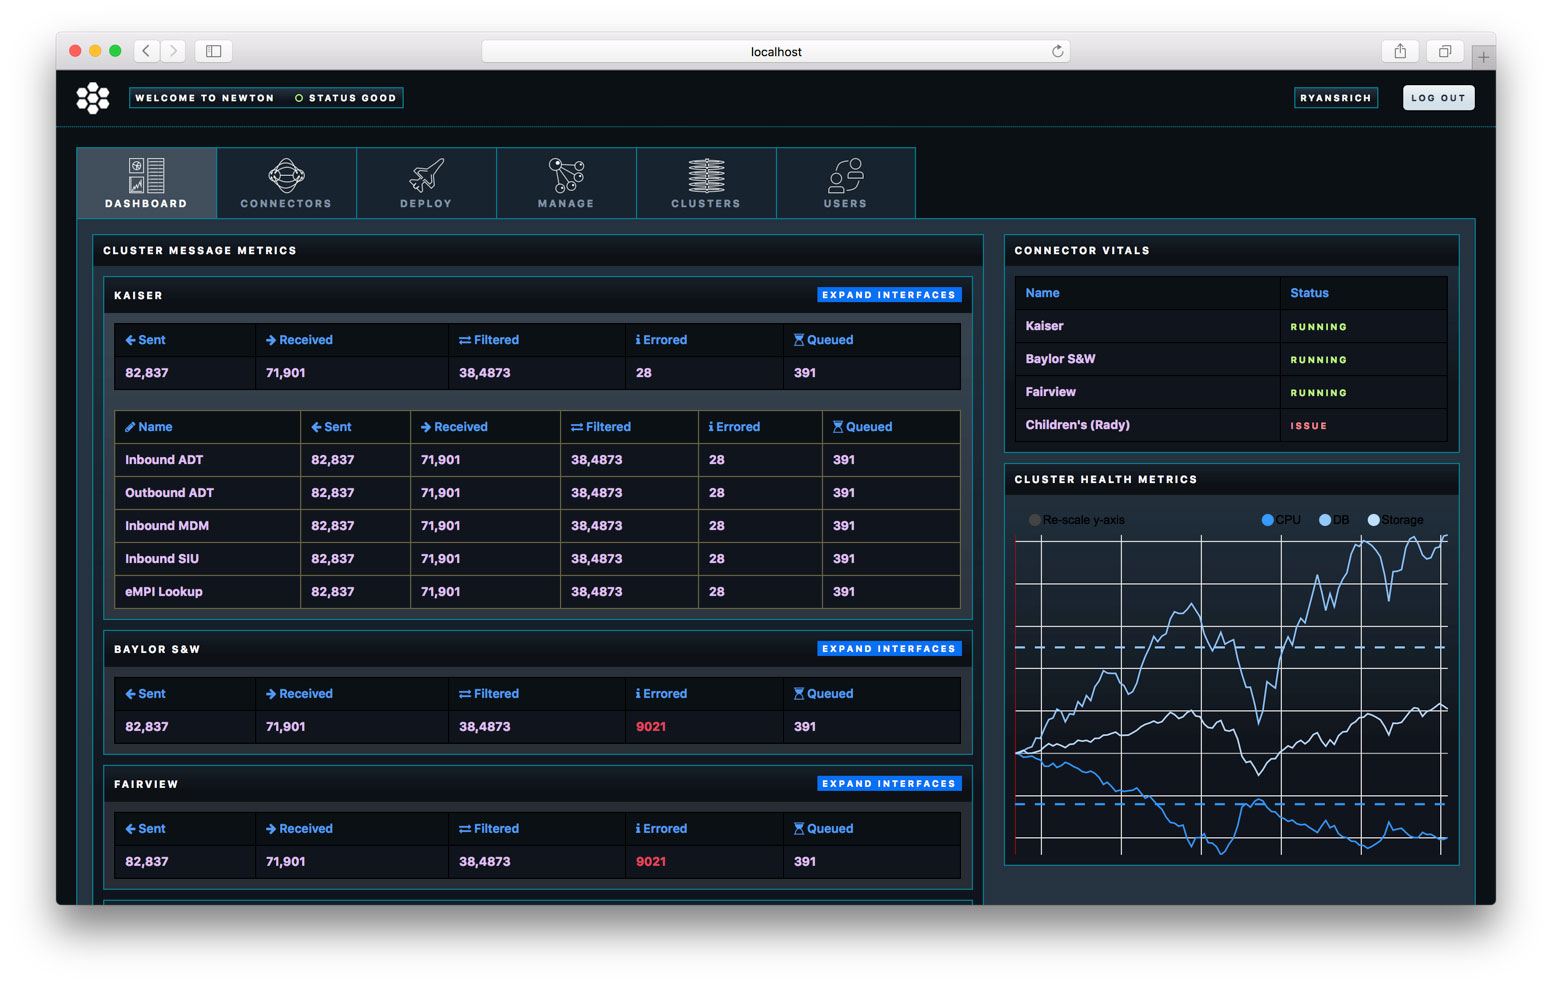 localhost
WELCOME TO NEWTON STATUS GOOD
RYANSRICH
LOG OUT
DASHBOARD
CONNECTORS
DEPLOY
MANAGE
CLUSTERS
USERS
CLUSTER MESSAGE METRICS
KAISER EXPAND INTERFACES
Sent Received Filtered Errored Queued
82,837 71,901 38,4873 28 391
Name Sent Received Filtered Errored Queued
Inbound ADT 82,837 71,901 38,4873 28 391
Outbound ADT 82,837 71,901 38,4873 28 391
Inbound MDM 82,837 71,901 38,4873 28 391
Inbound SIU 82,837 71,901 38,4873 28 391
eMPI Lookup 82,837 71,901 38,4873 28 391
BAYLOR S&W EXPAND INTERFACES
Sent Received Filtered Errored Queued
82,837 71,901 38,4873 9021 391
FAIRVIEW EXPAND INTERFACES
Sent Received Filtered Errored Queued
82,837 71,901 38,4873 9021 391
CONNECTOR VITALS
Name Status
Kaiser RUNNING
Baylor S&W RUNNING
Fairview RUNNING
Children's (Rady) ISSUE
CLUSTER HEALTH METRICS
Re-scale y-axis CPU DB Storage